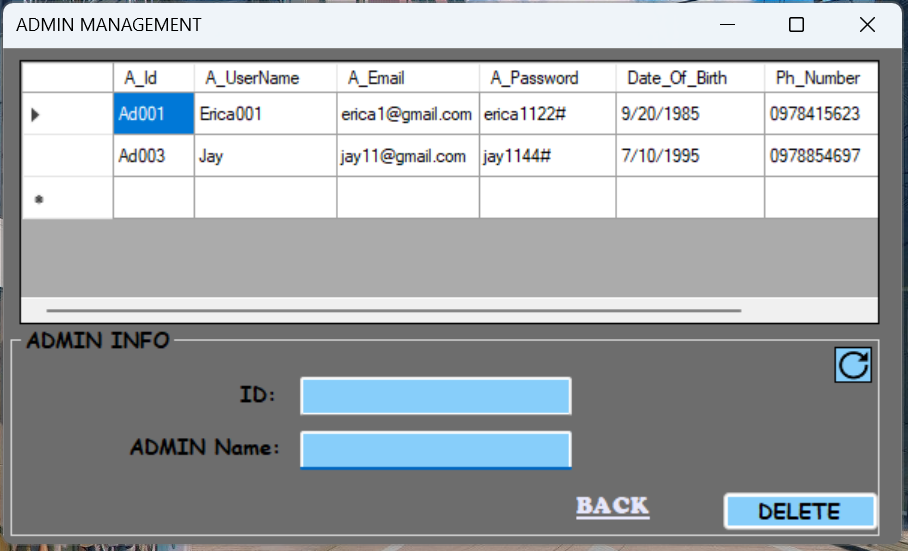 ADMIN MANAGEMENT
A_Id A_UserName A_Email A_Password Date_Of_Birth Ph_Number
Ad001 Erica001 erica1@gmail.com erica1122# 9/20/1985 0978415623
Ad003 Jay jay11@gmail.com jay1144# 7/10/1995 0978854697
ADMIN INFO
ID:
ADMIN Name:
BACK DELETE